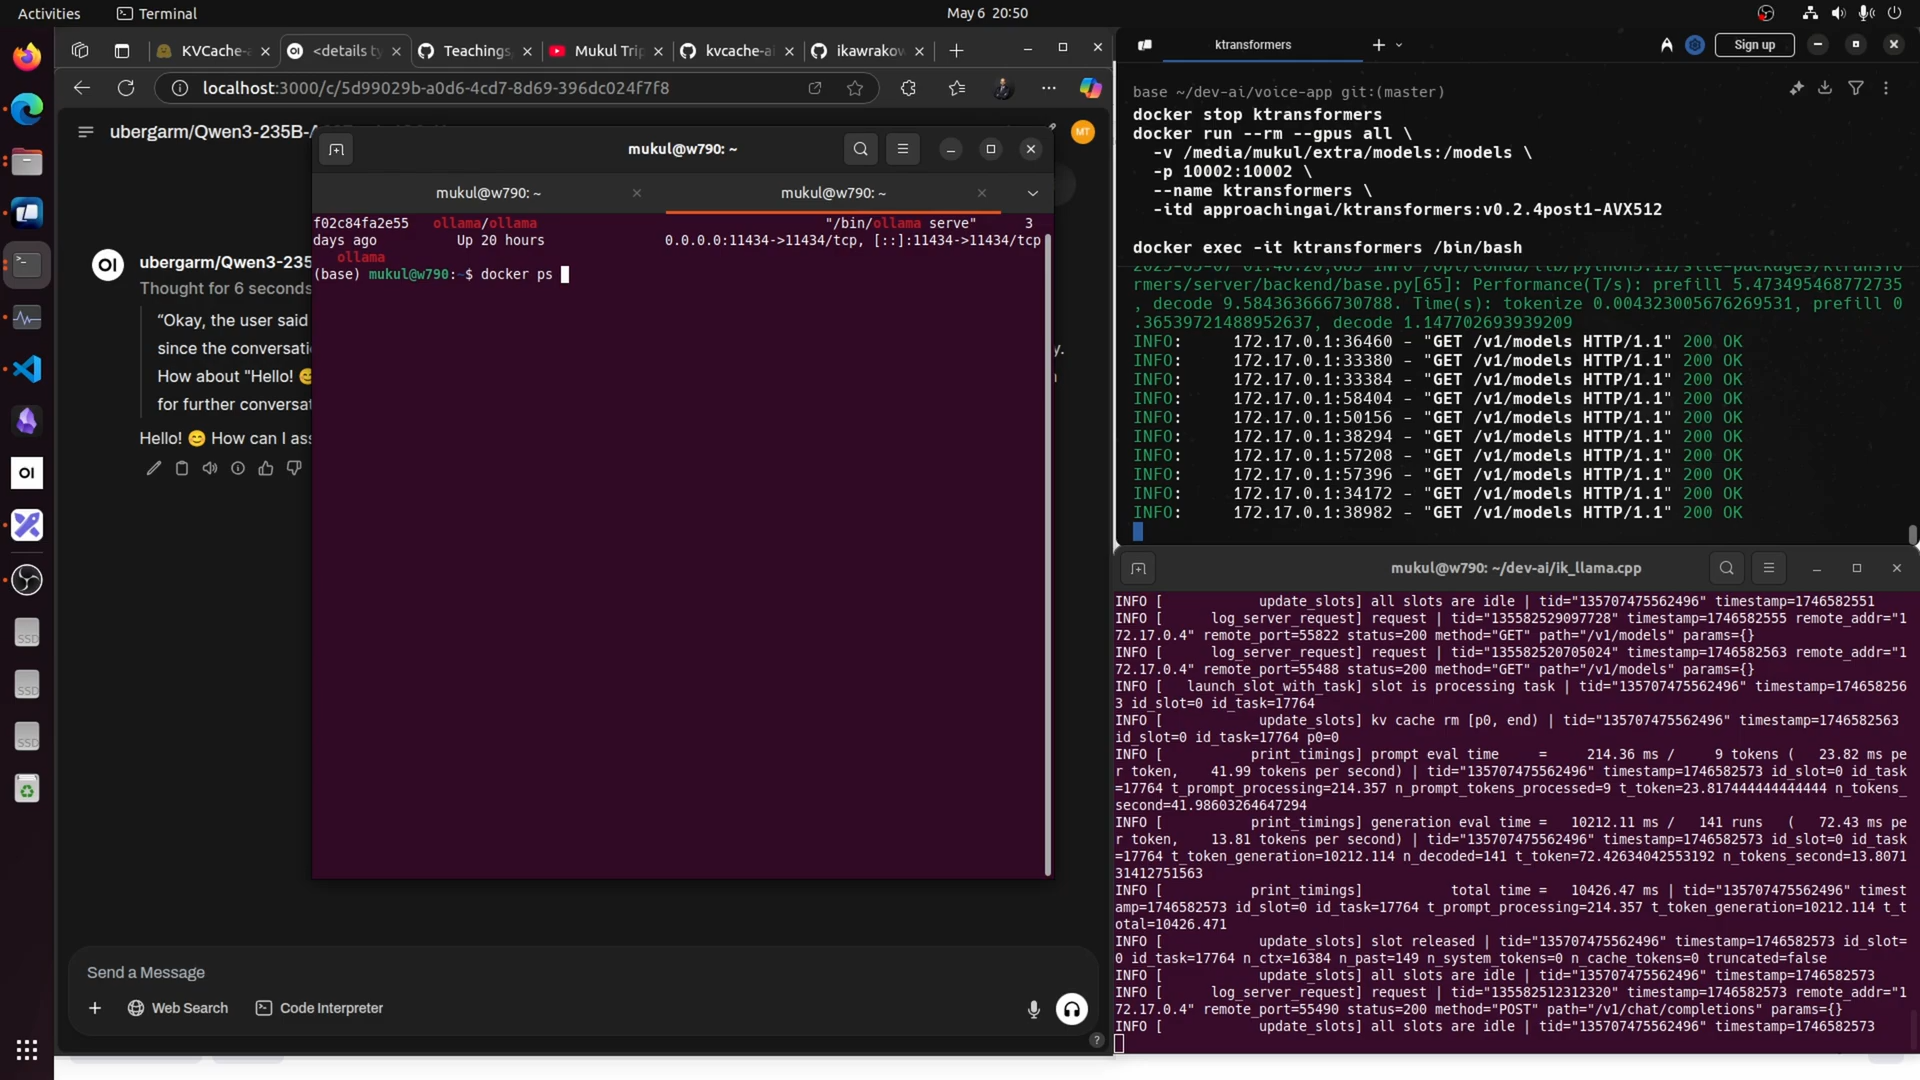 Activities
Terminal
May 6 20:50
KVCache-
<details ty
Teachings,
Mukul Trip
kvcache-ai
ikawrakow
localhost:3000/c/5d99029b-a0d6-4cd7-8d69-396dc024f7f8
ubergarm/Qwen3-235B-A
MT
OI
ubergarm/Qwen3-235
Thought for 6 seconds
“Okay, the user said
since the conversati
How about "Hello! 😊
for further conversat
y.
Hello! 😊 How can I ass
OI
Send a Message
Web Search
Code Interpreter
?
SSD
SSD
SSD
mukul@w790: ~
mukul@w790: ~
mukul@w790: ~
f02c84fa2e55 ollama/ollama "/bin/ollama serve" 3
days ago Up 20 hours 0.0.0.0:11434->11434/tcp, [::]:11434->11434/tcp
ollama
(base) mukul@w790:~$ docker ps
ktransformers
Sign up
base ~/dev-ai/voice-app git:(master)
docker stop ktransformers
docker run --rm --gpus all \
-v /media/mukul/extra/models:/models \
-p 10002:10002 \
--name ktransformers \
-itd approachingai/ktransformers:v0.2.4post1-AVX512
docker exec -it ktransformers /bin/bash
2025-05-07 01:46:20,685 INFO /opt/conda/lib/python3.11/site-packages/ktransfo
rmers/server/backend/base.py[65]: Performance(T/s): prefill 5.473495468772735
, decode 9.584363666730788. Time(s): tokenize 0.004323005676269531, prefill 0
.36539721488952637, decode 1.147702693939209
INFO: 172.17.0.1:36460 - "GET /v1/models HTTP/1.1" 200 OK
INFO: 172.17.0.1:33380 - "GET /v1/models HTTP/1.1" 200 OK
INFO: 172.17.0.1:33384 - "GET /v1/models HTTP/1.1" 200 OK
INFO: 172.17.0.1:58404 - "GET /v1/models HTTP/1.1" 200 OK
INFO: 172.17.0.1:50156 - "GET /v1/models HTTP/1.1" 200 OK
INFO: 172.17.0.1:38294 - "GET /v1/models HTTP/1.1" 200 OK
INFO: 172.17.0.1:57208 - "GET /v1/models HTTP/1.1" 200 OK
INFO: 172.17.0.1:57396 - "GET /v1/models HTTP/1.1" 200 OK
INFO: 172.17.0.1:34172 - "GET /v1/models HTTP/1.1" 200 OK
INFO: 172.17.0.1:38982 - "GET /v1/models HTTP/1.1" 200 OK
mukul@w790: ~/dev-ai/ik_llama.cpp
INFO [ update_slots] all slots are idle | tid="135707475562496" timestamp=1746582551
INFO [ log_server_request] request | tid="135582529097728" timestamp=1746582555 remote_addr="1
72.17.0.4" remote_port=55822 status=200 method="GET" path="/v1/models" params={}
INFO [ log_server_request] request | tid="135582520705024" timestamp=1746582563 remote_addr="1
72.17.0.4" remote_port=55488 status=200 method="GET" path="/v1/models" params={}
INFO [ launch_slot_with_task] slot is processing task | tid="135707475562496" timestamp=174658256
3 id_slot=0 id_task=17764
INFO [ update_slots] kv cache rm [p0, end) | tid="135707475562496" timestamp=1746582563
id_slot=0 id_task=17764 p0=0
INFO [ print_timings] prompt eval time = 214.36 ms / 9 tokens ( 23.82 ms pe
r token, 41.99 tokens per second) | tid="135707475562496" timestamp=1746582573 id_slot=0 id_task
=17764 t_prompt_processing=214.357 n_prompt_tokens_processed=9 t_token=23.817444444444444 n_tokens_
second=41.98603264647294
INFO [ print_timings] generation eval time = 10212.11 ms / 141 runs ( 72.43 ms pe
r token, 13.81 tokens per second) | tid="135707475562496" timestamp=1746582573 id_slot=0 id_task
=17764 t_token_generation=10212.114 n_decoded=141 t_token=72.42634042553192 n_tokens_second=13.8071
31412751563
INFO [ print_timings] total time = 10426.47 ms | tid="135707475562496" timest
amp=1746582573 id_slot=0 id_task=17764 t_prompt_processing=214.357 t_token_generation=10212.114 t_t
otal=10426.471
INFO [ update_slots] slot released | tid="135707475562496" timestamp=1746582573 id_slot=
0 id_task=17764 n_ctx=16384 n_past=149 n_system_tokens=0 n_cache_tokens=0 truncated=false
INFO [ update_slots] all slots are idle | tid="135707475562496" timestamp=1746582573
INFO [ log_server_request] request | tid="135582512312320" timestamp=1746582573 remote_addr="1
72.17.0.4" remote_port=55490 status=200 method="POST" path="/v1/chat/completions" params={}
INFO [ update_slots] all slots are idle | tid="135707475562496" timestamp=1746582573